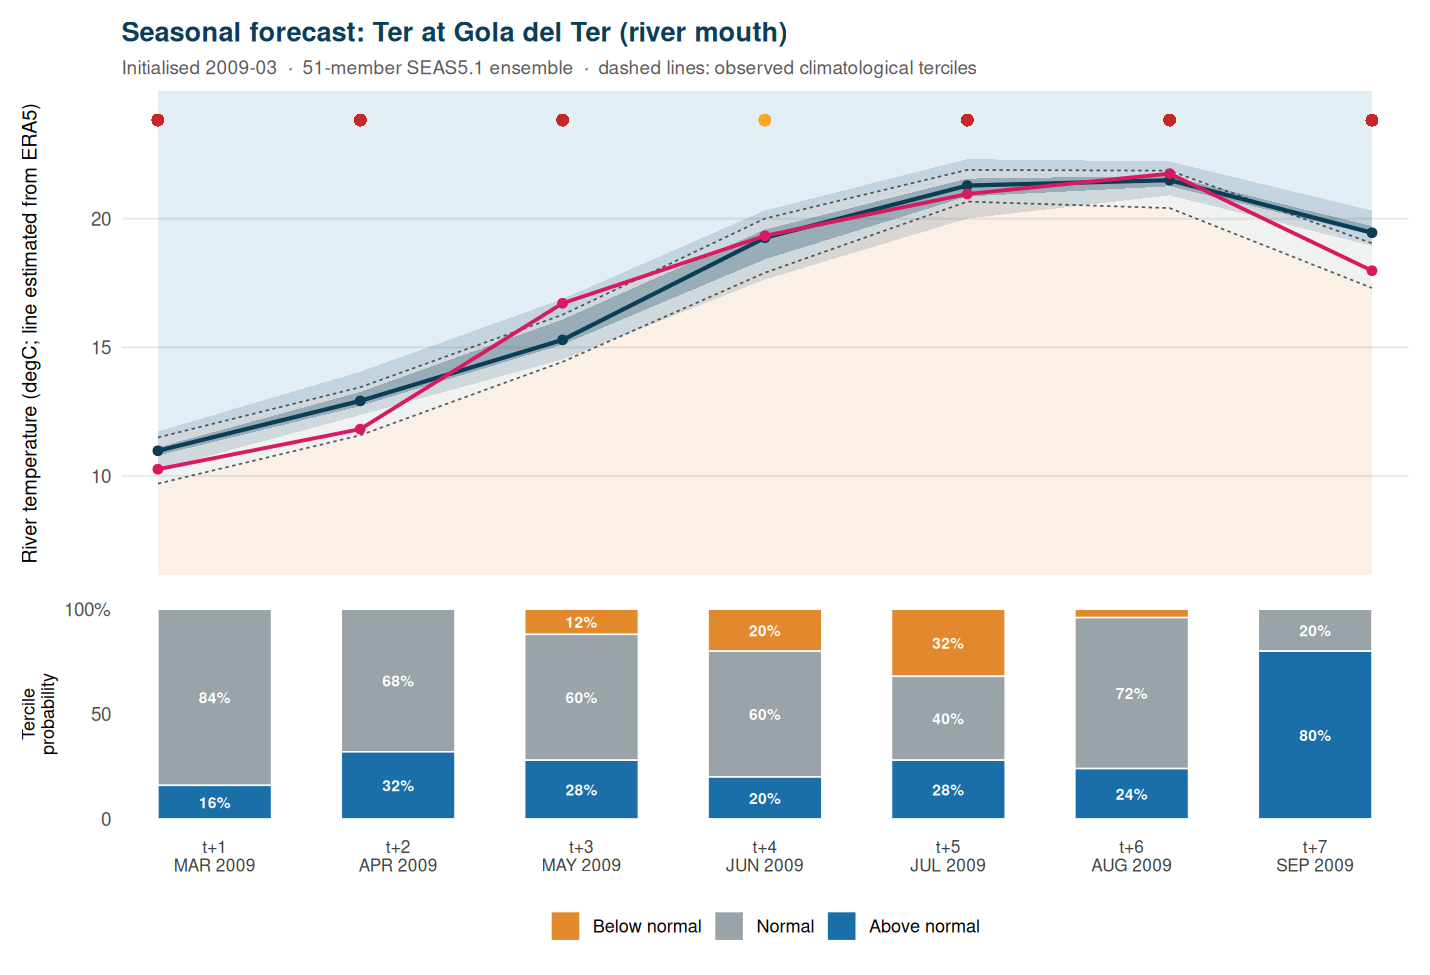 Seasonal forecast: Ter at Gola del Ter (river mouth)
Initialised 2009-03 · 51-member SEAS5.1 ensemble · dashed lines: observed climatological terciles
River temperature (degC; line estimated from ERA5)
20
15
10
Tercile
probability
100%
50
0
84%
16%
68%
32%
12%
60%
28%
20%
60%
20%
32%
40%
28%
72%
24%
20%
80%
t+1
MAR 2009
t+2
APR 2009
t+3
MAY 2009
t+4
JUN 2009
t+5
JUL 2009
t+6
AUG 2009
t+7
SEP 2009
Below normal
Normal
Above normal